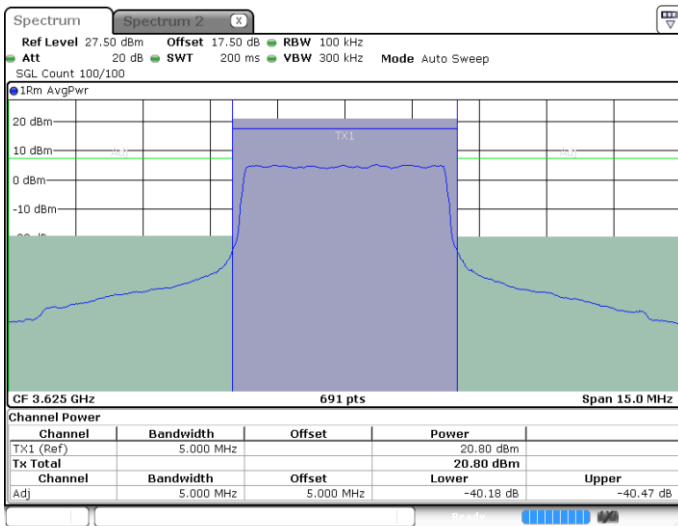 Spectrum Spectrum 2 X
Ref Level 27.50 dBm Offset 17.50 dB RBW 100 kHz
Att 20 dB SWT 200 ms VBW 300 kHz Mode Auto Sweep
SGL Count 100/100
1Rm AvgPwr
20 dBm
TX1
10 dBm
Adj Adj
0 dBm
-10 dBm
CF 3.625 GHz 691 pts Span 15.0 MHz
Channel Power
Channel Bandwidth Offset Power
TX1 (Ref) 5.000 MHz 20.80 dBm
Tx Total 20.80 dBm
Channel Bandwidth Offset Lower Upper
Adj 5.000 MHz 5.000 MHz -40.18 dB -40.47 dB
Ready